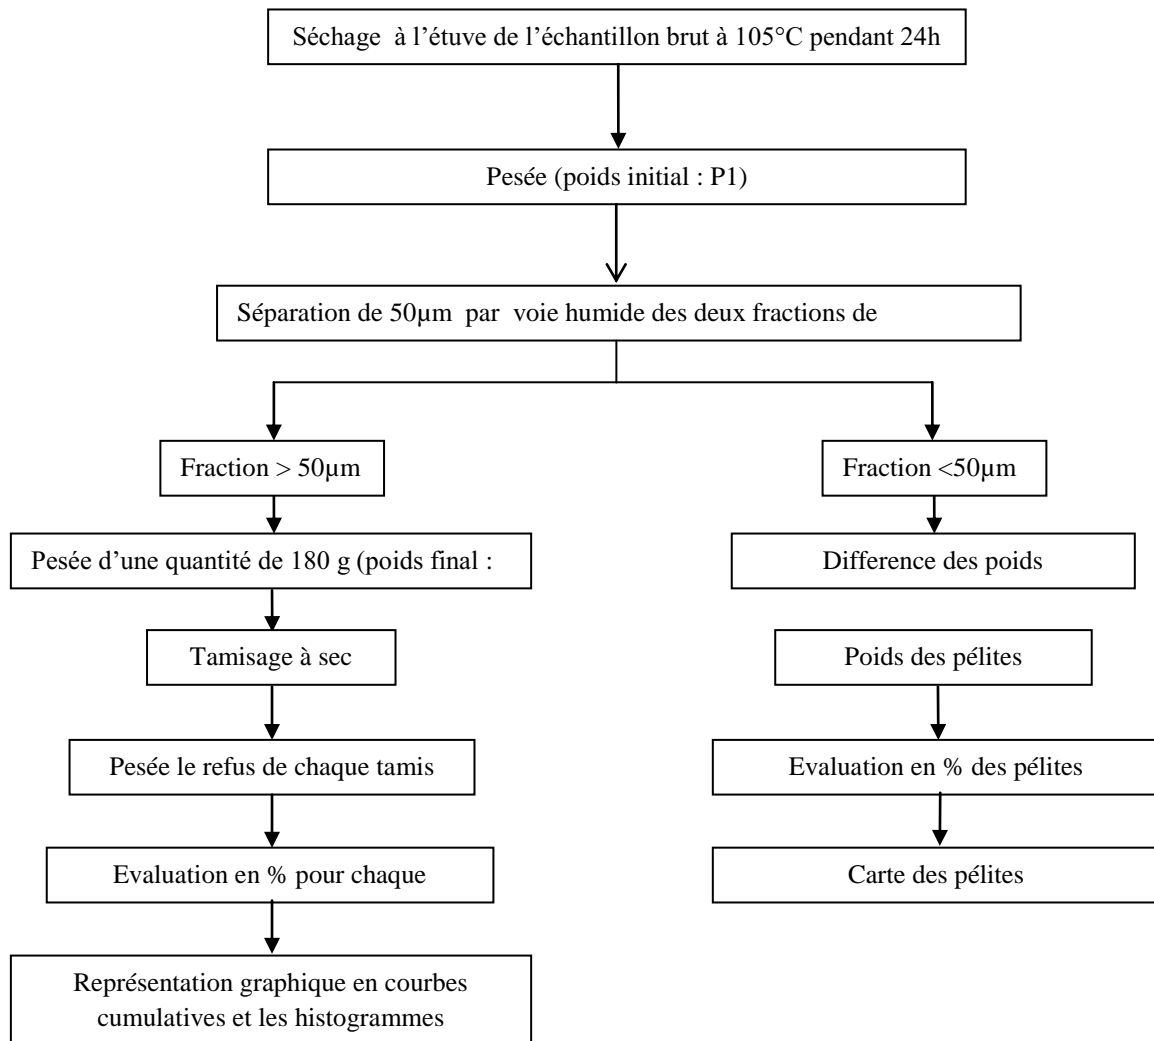 Séchage à l’étuve de l’échantillon brut à 105°C pendant 24h
Pesée (poids initial : P1)
Séparation de 50µm par voie humide des deux fractions de
Fraction > 50µm
Fraction <50µm
Pesée d’une quantité de 180 g (poids final :
Difference des poids
Tamisage à sec
Poids des pélites
Pesée le refus de chaque tamis
Evaluation en % des pélites
Evaluation en % pour chaque
Carte des pélites
Représentation graphique en courbes
cumulatives et les histogrammes